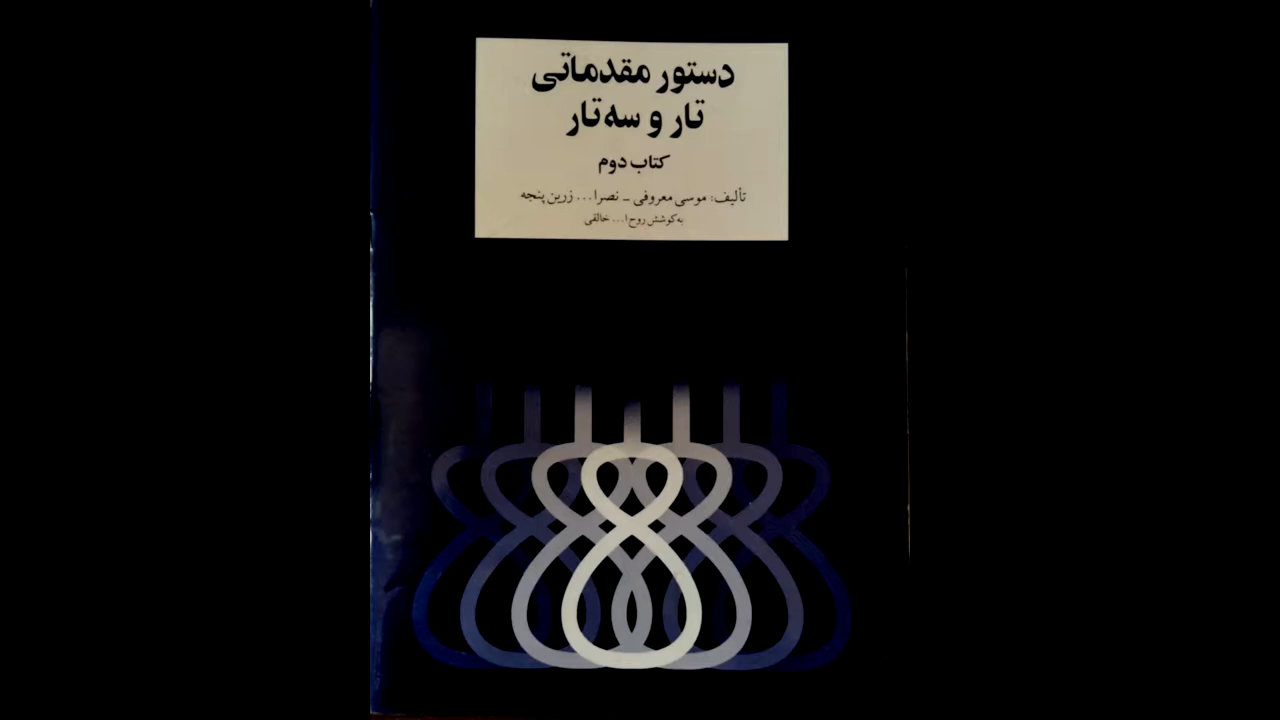 دستور مقدماتی
تار و سه‌تار
کتاب دوم
تألیف: موسی معروفی ـ نصرا... زرین پنجه
به‌کوشش روح ا... خالقی